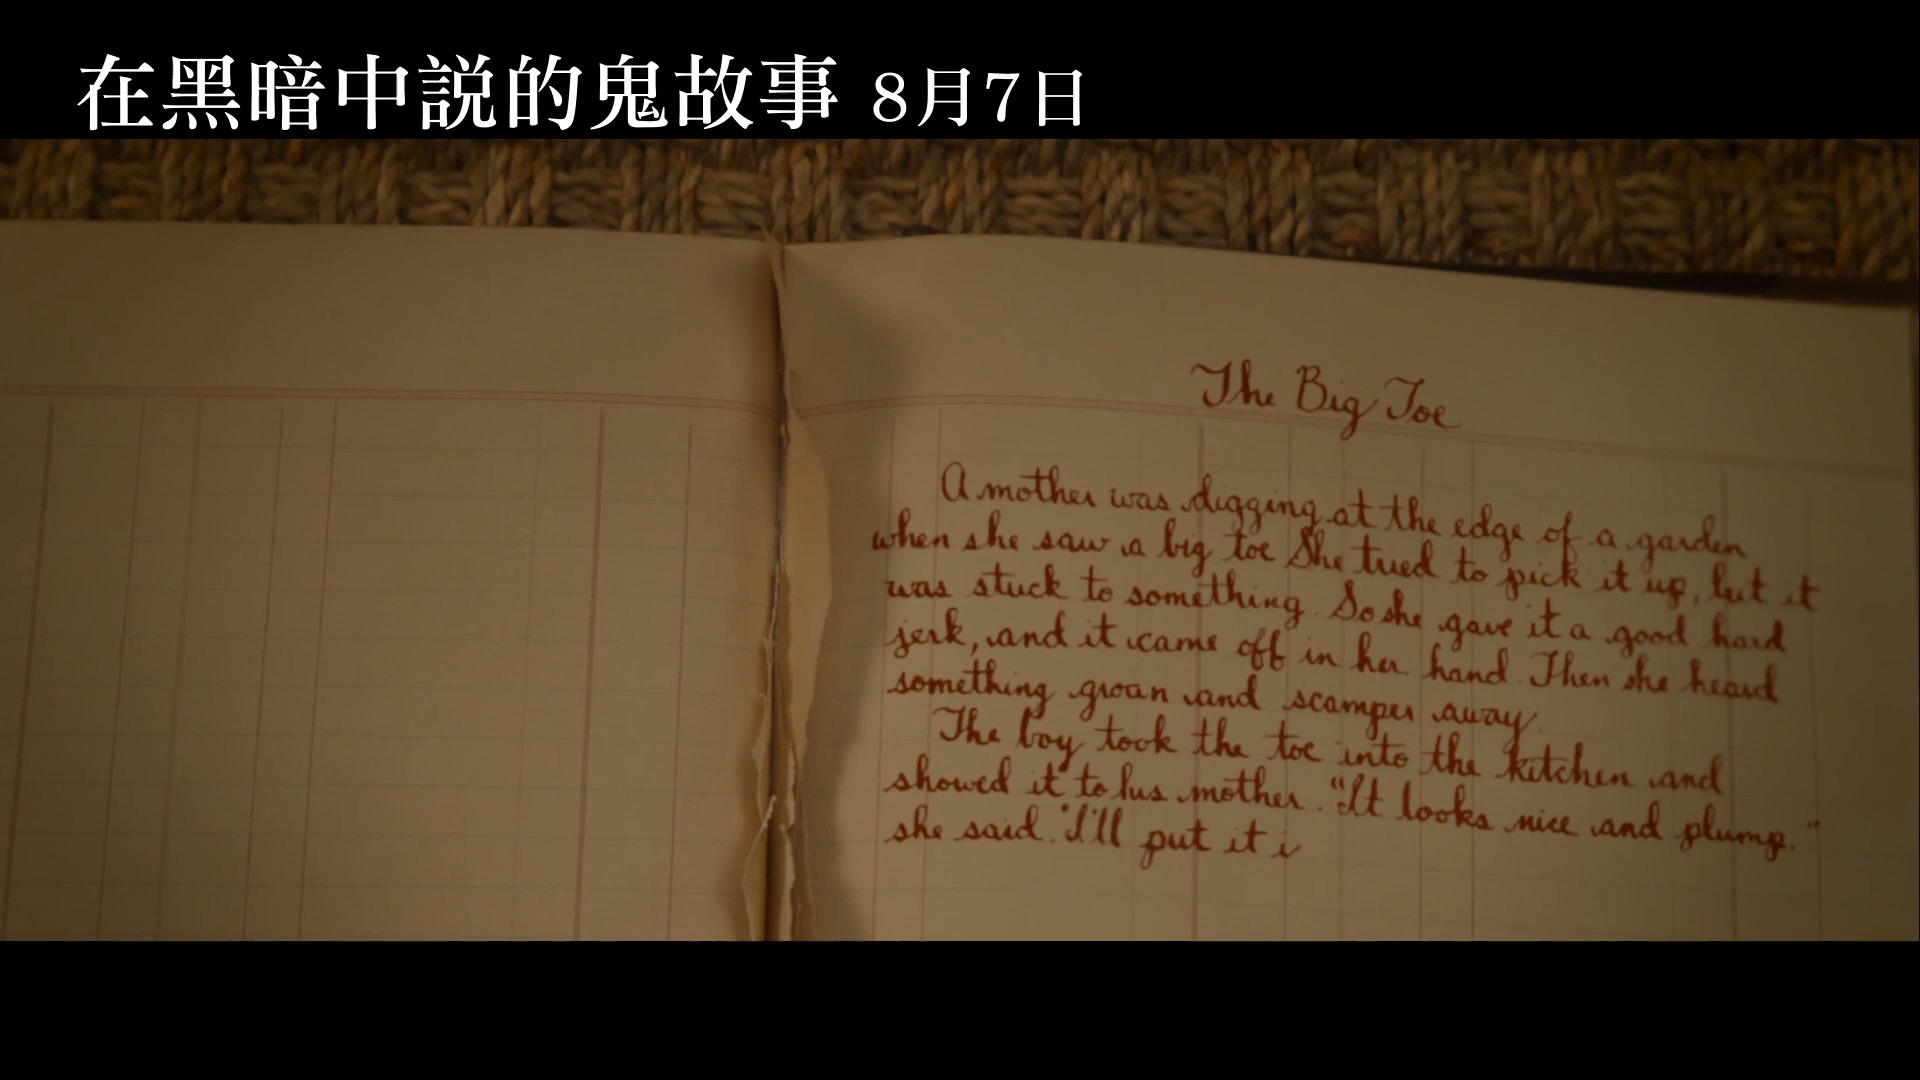 在黑暗中説的鬼故事 8月7日
The Big Toe
A mother was digging at the edge of a garden
when she saw a big toe She tried to pick it up, but it
was stuck to something. So she gave it a good hard
jerk, and it came off in her hand. Then she heard
something groan and scamper away.
The boy took the toe into the kitchen and
showed it to his mother. "It looks nice and plump."
she said. "I'll put it i